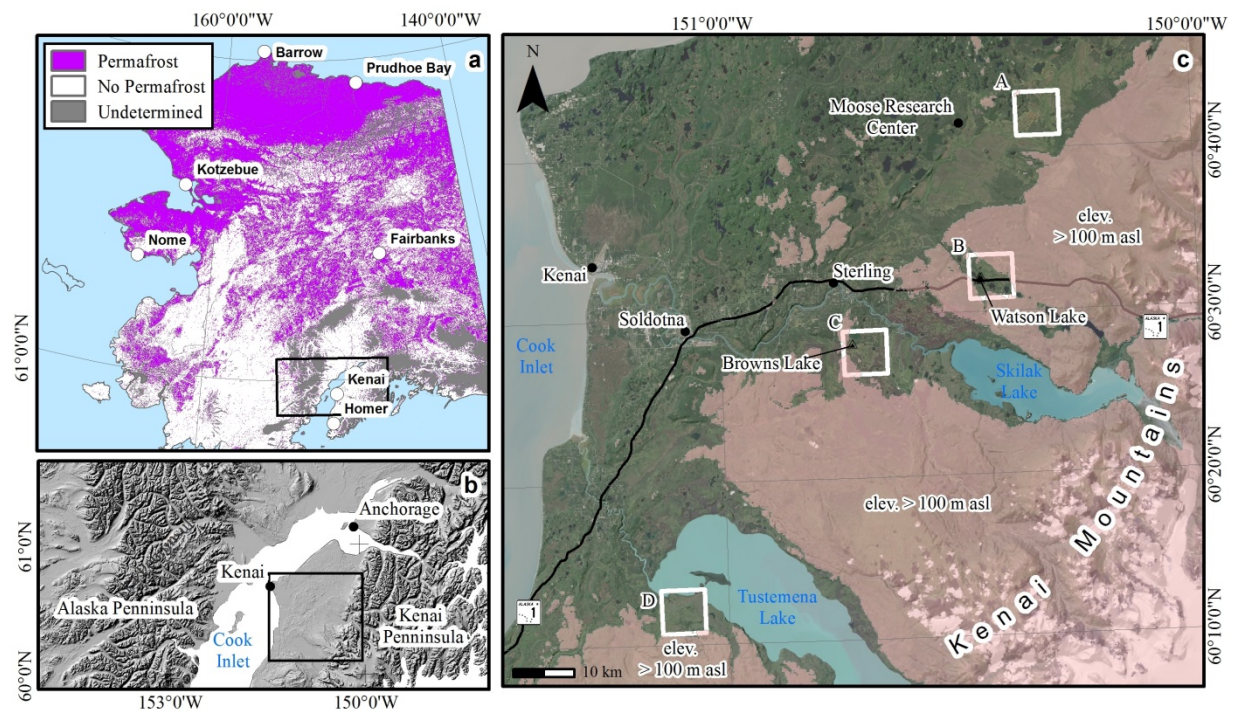 160°0'0"W
140°0'0"W
a
Permafrost
No Permafrost
Undetermined
Barrow
Prudhoe Bay
Kotzebue
Nome
Fairbanks
61°0'0"N
Kenai
Homer
b
Anchorage
61°0'N
Kenai
Alaska Penninsula
Cook
Inlet
Kenai
Penninsula
60°0'N
153°0'W
150°0'W
151°0'0"W
150°0'0"W
c
N
A
Moose Research
Center
60°40'0"N
elev.
> 100 m asl
B
Kenai
Sterling
60°30'0"N
Watson Lake
Soldotna
C
ALASKA
1
Browns Lake
Cook
Inlet
Skilak
Lake
60°20'0"N
elev. > 100 m asl
Kenai Mountains
D
Tustemena
Lake
ALASKA
1
elev.
> 100 m asl
60°10'0"N
10 km